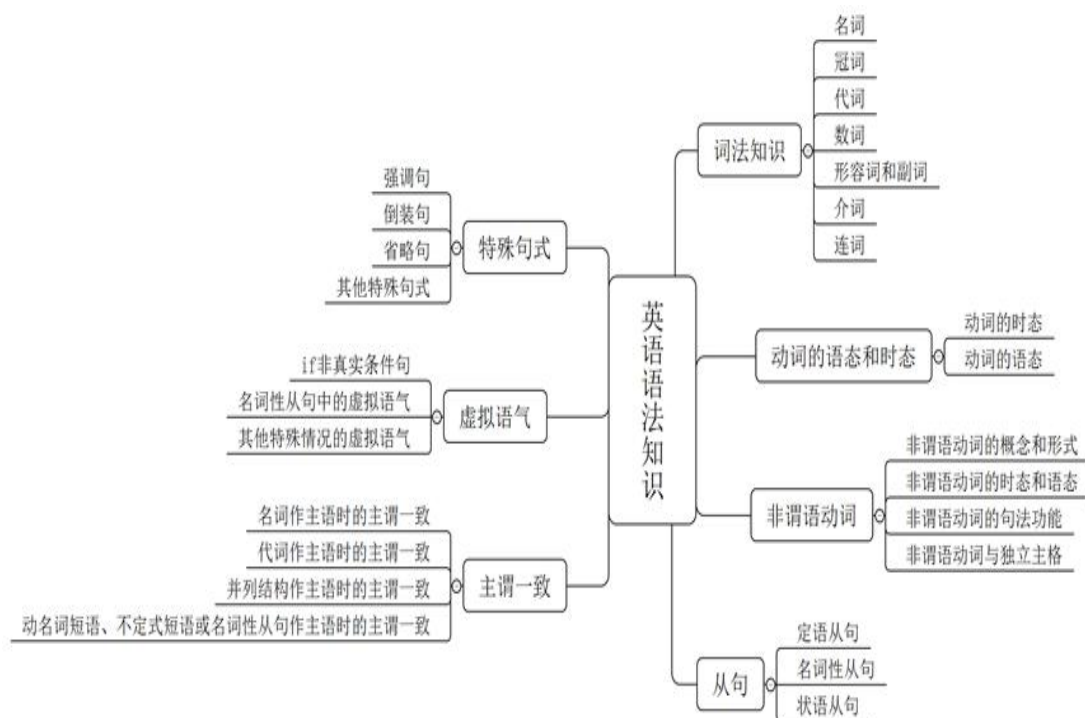 英语语法知识
词法知识
名词
冠词
代词
数词
形容词和副词
介词
连词
动词的语态和时态
动词的时态
动词的语态
非谓语动词
非谓语动词的概念和形式
非谓语动词的时态和语态
非谓语动词的句法功能
非谓语动词与独立主格
从句
定语从句
名词性从句
状语从句
特殊句式
强调句
倒装句
省略句
其他特殊句式
虚拟语气
if非真实条件句
名词性从句中的虚拟语气
其他特殊情况的虚拟语气
主谓一致
名词作主语时的主谓一致
代词作主语时的主谓一致
并列结构作主语时的主谓一致
动名词短语、不定式短语或名词性从句作主语时的主谓一致